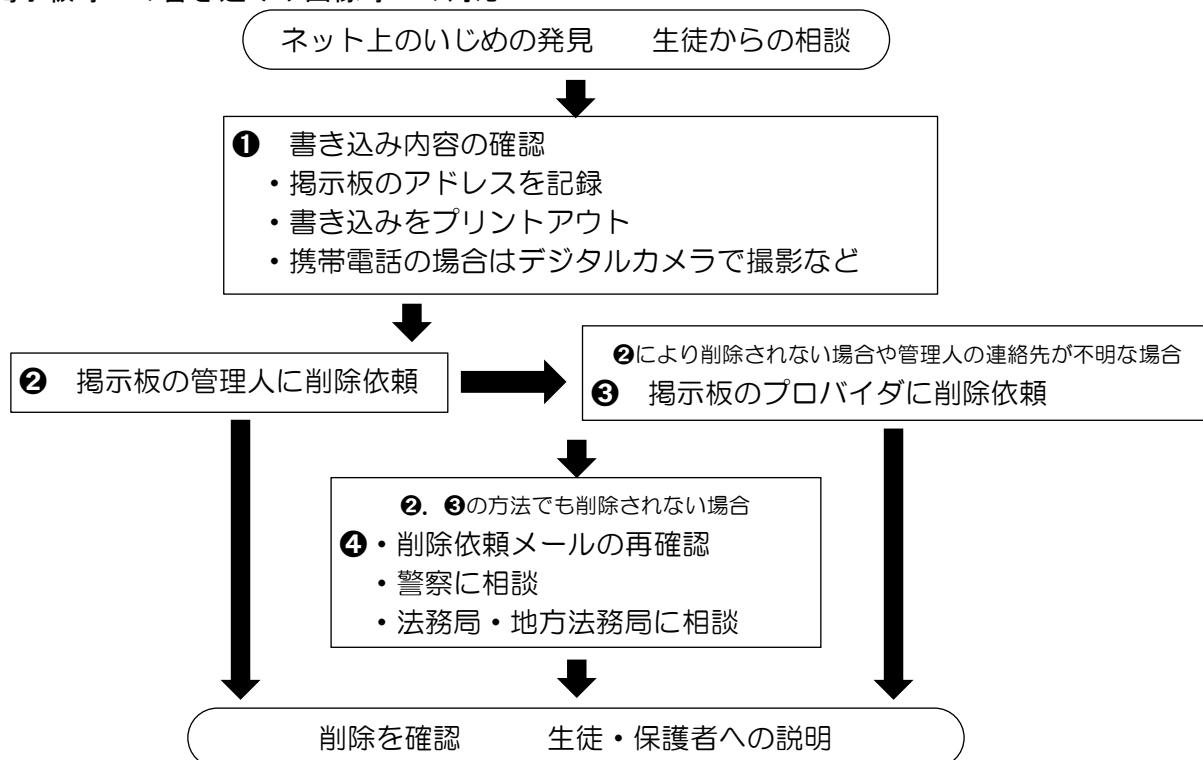 ネット上のいじめの発見　　生徒からの相談
❶　書き込み内容の確認
・掲示板のアドレスを記録
・書き込みをプリントアウト
・携帯電話の場合はデジタルカメラで撮影など
❷　掲示板の管理人に削除依頼
❷により削除されない場合や管理人の連絡先が不明な場合
❸　掲示板のプロバイダに削除依頼
❷．❸の方法でも削除されない場合
❹・削除依頼メールの再確認
・警察に相談
・法務局・地方法務局に相談
削除を確認　　　生徒・保護者への説明